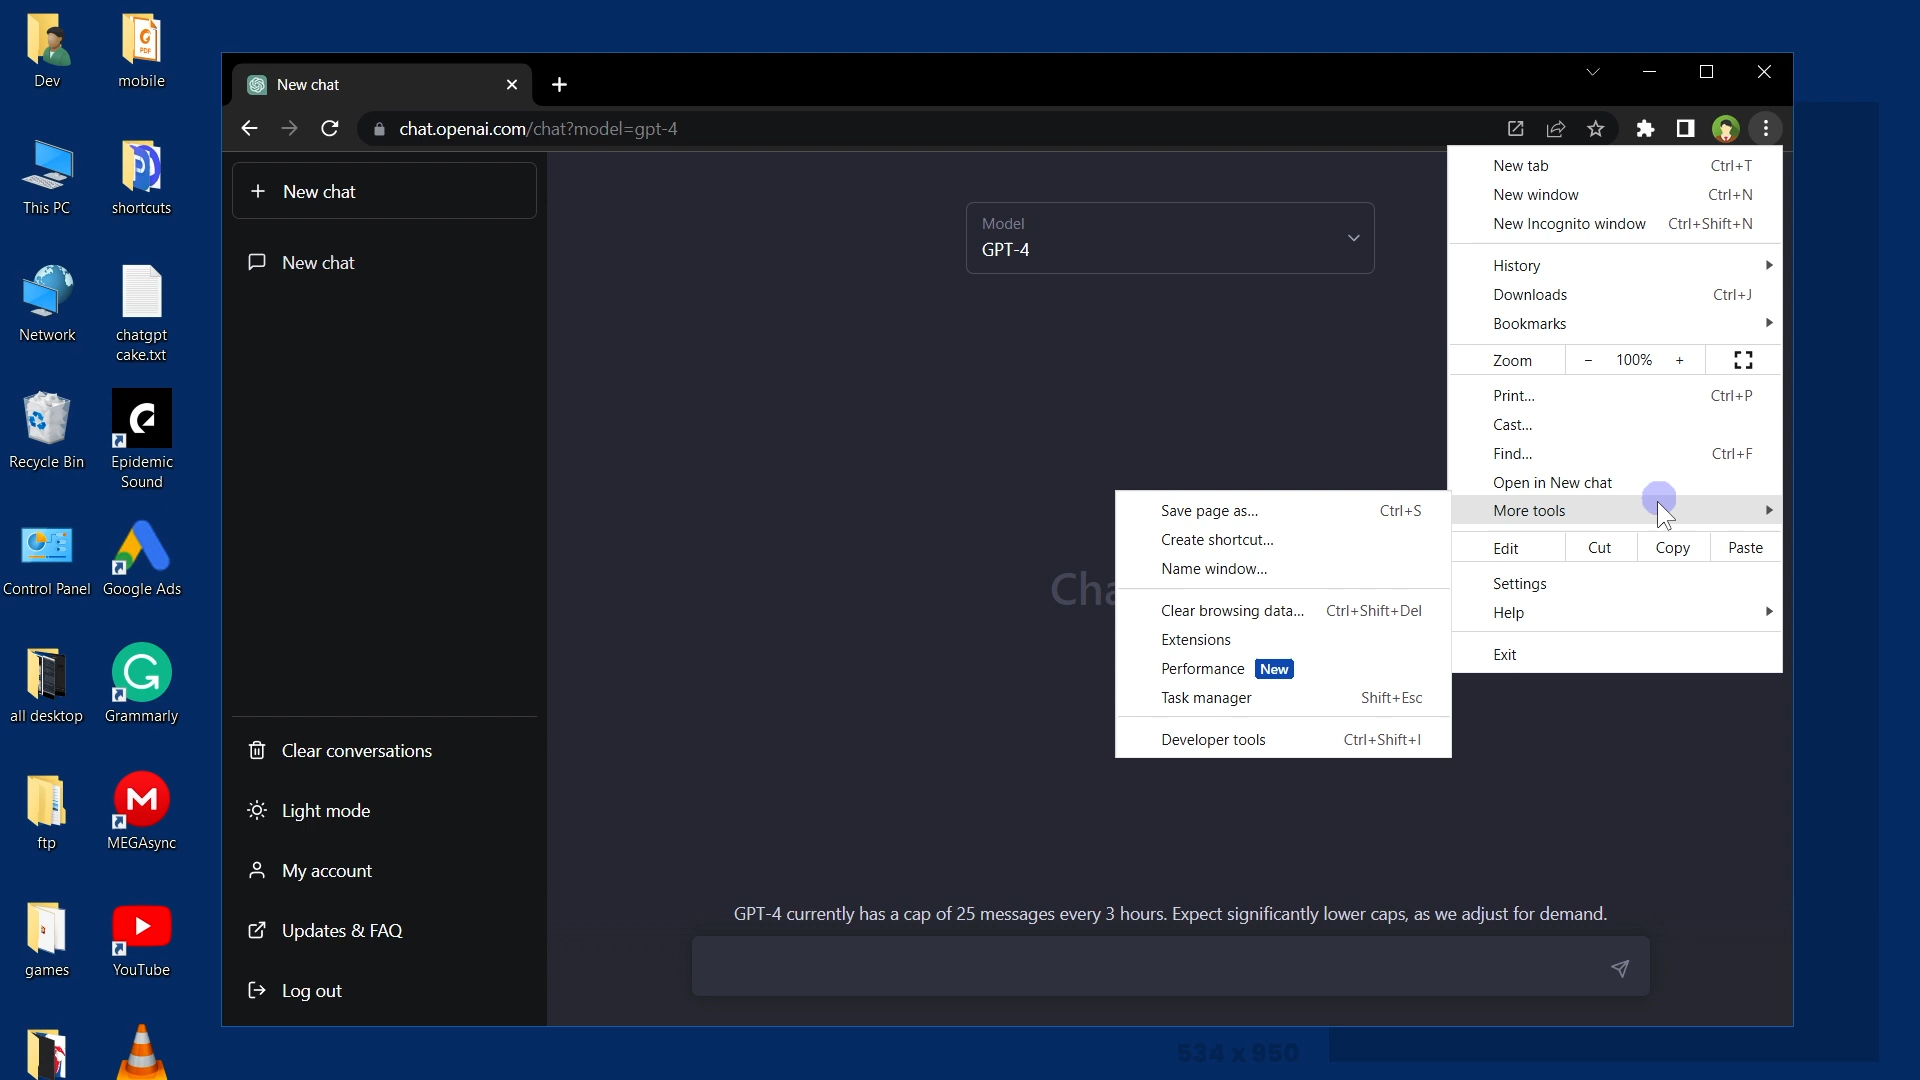 Dev
mobile
This PC
shortcuts
Network
chatgpt
cake.txt
Recycle Bin
Epidemic
Sound
Control Panel
Google Ads
all desktop
Grammarly
ftp
MEGAsync
games
YouTube
PDF
New chat
chat.openai.com/chat?model=gpt-4
New chat
New chat
Clear conversations
Light mode
My account
Updates & FAQ
Log out
Model
GPT-4
GPT-4 currently has a cap of 25 messages every 3 hours. Expect significantly lower caps, as we adjust for demand.
New tab Ctrl+T
New window Ctrl+N
New Incognito window Ctrl+Shift+N
History
Downloads Ctrl+J
Bookmarks
Zoom - 100% +
Print... Ctrl+P
Cast...
Find... Ctrl+F
Open in New chat
More tools
Edit Cut Copy Paste
Settings
Help
Exit
Save page as... Ctrl+S
Create shortcut...
Name window...
Clear browsing data... Ctrl+Shift+Del
Extensions
Performance New
Task manager Shift+Esc
Developer tools Ctrl+Shift+I
534 x 950